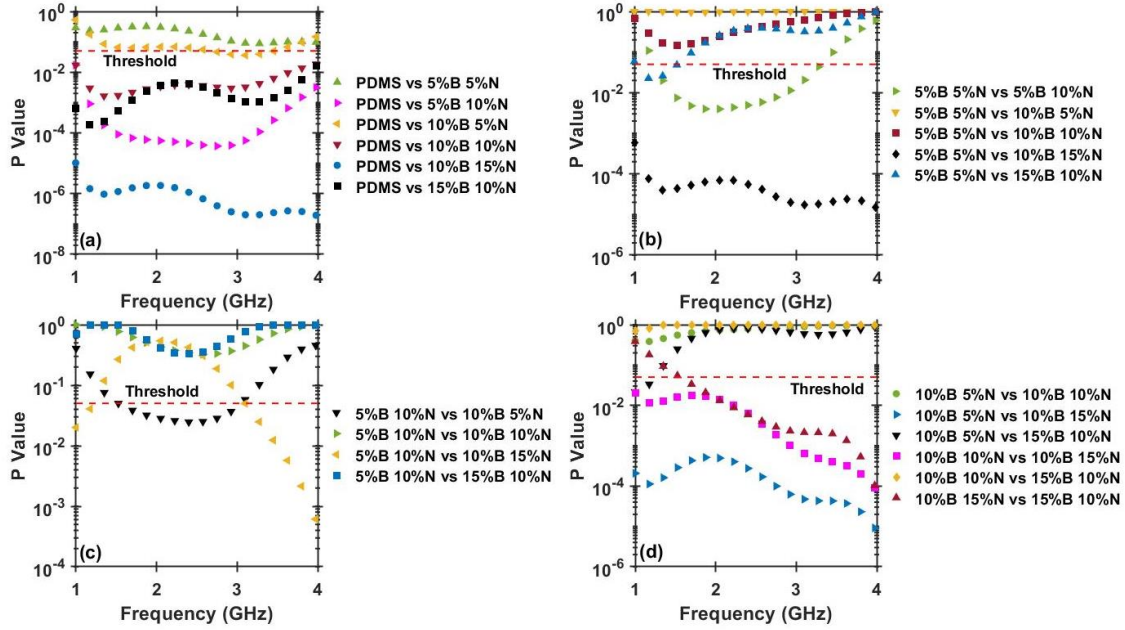 10^0
10^-2
10^-4
10^-6
10^-8
P Value
Threshold
(a)
1 2 3 4
Frequency (GHz)
PDMS vs 5%B 5%N
PDMS vs 5%B 10%N
PDMS vs 10%B 5%N
PDMS vs 10%B 10%N
PDMS vs 10%B 15%N
PDMS vs 15%B 10%N
10^0
10^-2
10^-4
10^-6
P Value
Threshold
(b)
1 2 3 4
Frequency (GHz)
5%B 5%N vs 5%B 10%N
5%B 5%N vs 10%B 5%N
5%B 5%N vs 10%B 10%N
5%B 5%N vs 10%B 15%N
5%B 5%N vs 15%B 10%N
10^0
10^-1
10^-2
10^-3
10^-4
P Value
Threshold
(c)
1 2 3 4
Frequency (GHz)
5%B 10%N vs 10%B 5%N
5%B 10%N vs 10%B 10%N
5%B 10%N vs 10%B 15%N
5%B 10%N vs 15%B 10%N
10^0
10^-2
10^-4
10^-6
P Value
Threshold
(d)
1 2 3 4
Frequency (GHz)
10%B 5%N vs 10%B 10%N
10%B 5%N vs 10%B 15%N
10%B 5%N vs 15%B 10%N
10%B 10%N vs 10%B 15%N
10%B 10%N vs 15%B 10%N
10%B 15%N vs 15%B 10%N